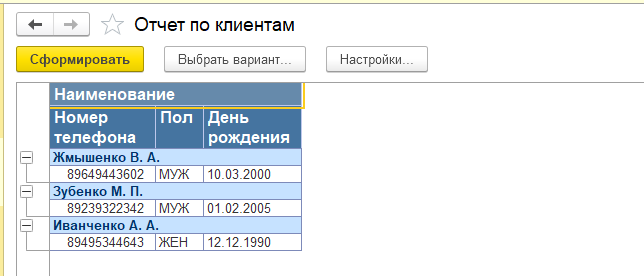 Отчет по клиентам
Сформировать Выбрать вариант... Настройки...
Наименование
Номер телефона Пол День рождения
Жмышенко В. А.
89649443602 МУЖ 10.03.2000
Зубенко М. П.
89239322342 МУЖ 01.02.2005
Иванченко А. А.
89495344643 ЖЕН 12.12.1990